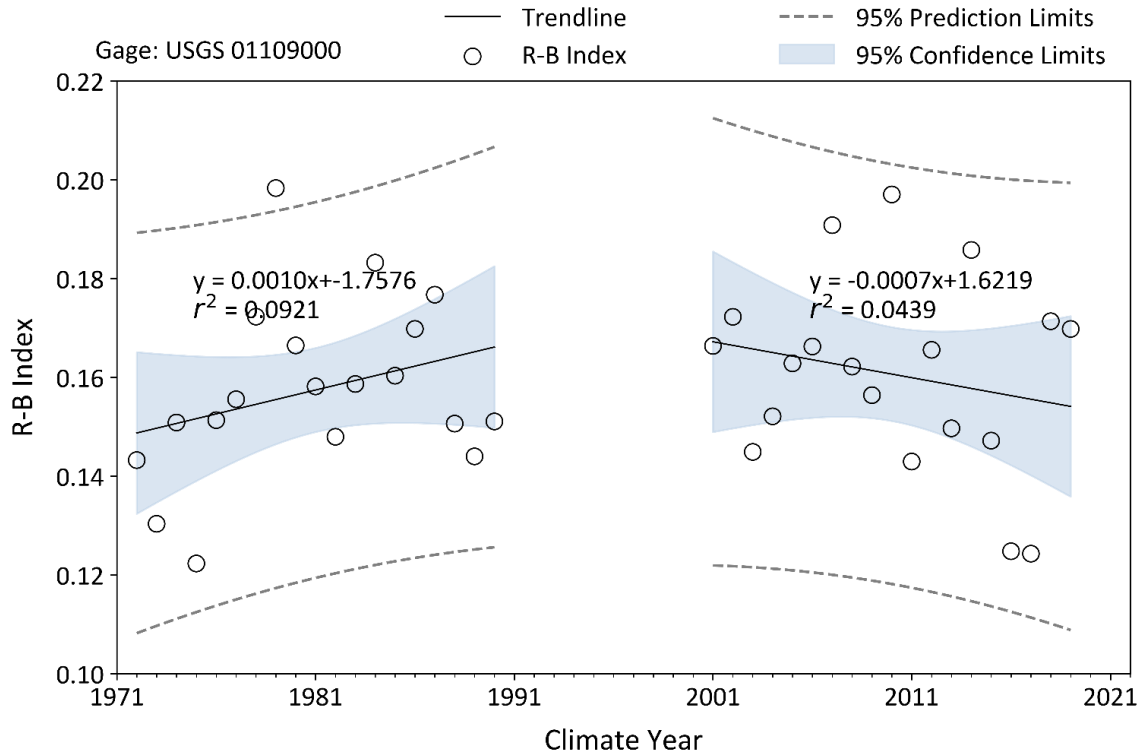 Trendline
95% Prediction Limits
Gage: USGS 01109000
R-B Index
95% Confidence Limits
0.22
0.20
0.18
0.16
0.14
0.12
0.10
R-B Index
y = 0.0010x+-1.7576
r² = 0.0921
y = -0.0007x+1.6219
r² = 0.0439
1971 1981 1991 2001 2011 2021
Climate Year